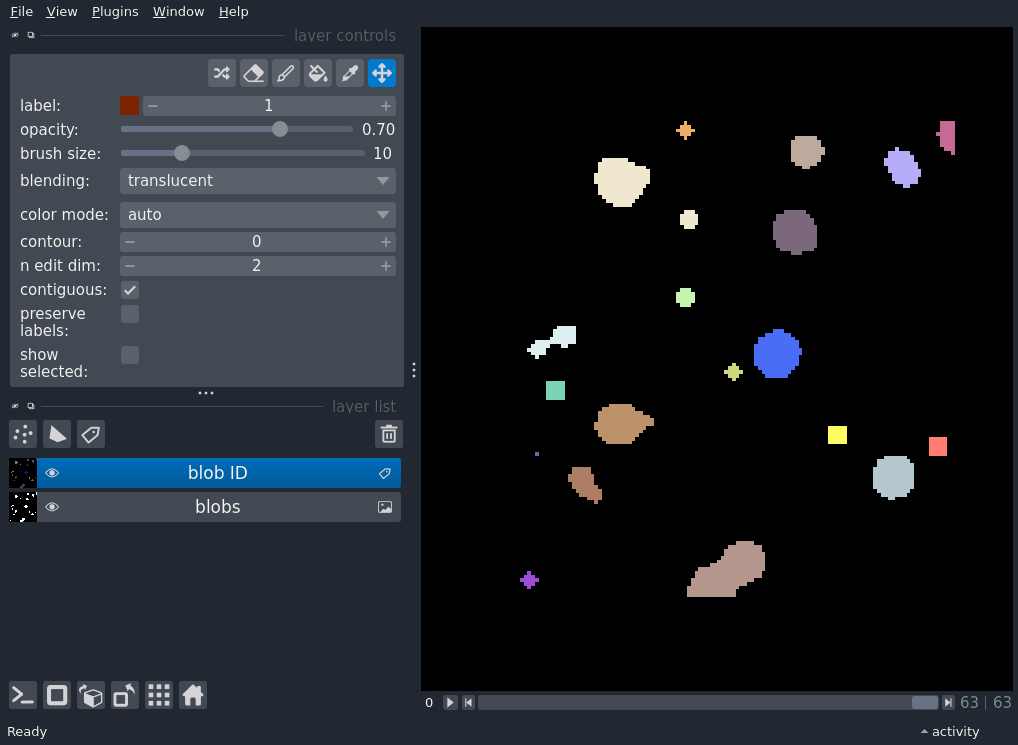 File View Plugins Window Help
layer controls
label: 1
opacity: 0.70
brush size: 10
blending: translucent
color mode: auto
contour: 0
n edit dim: 2
contiguous:
preserve
labels:
show
selected:
layer list
blob ID
blobs
0 63 | 63
Ready activity